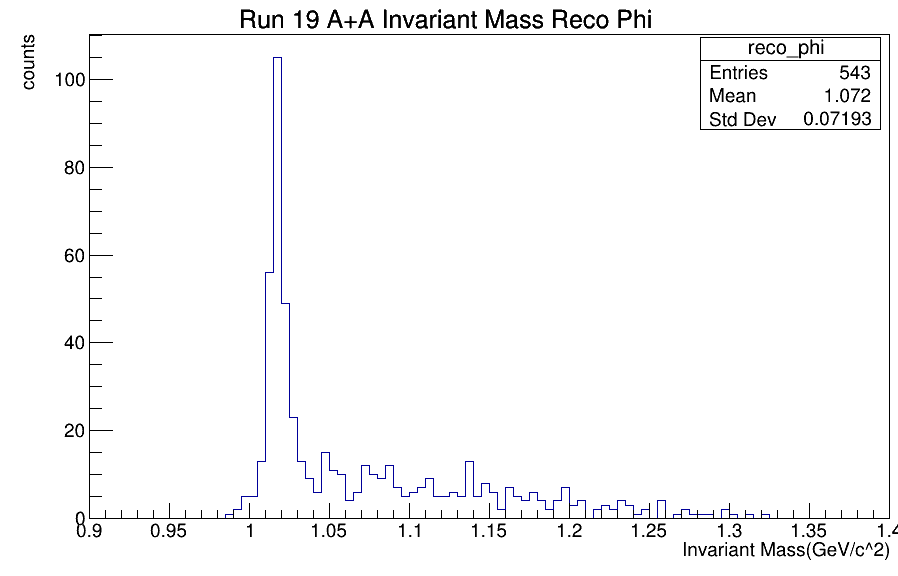 Run 19 A+A Invariant Mass Reco Phi
counts
reco_phi
Entries 543
Mean 1.072
Std Dev 0.07193
100
80
60
40
20
0
0.9 0.95 1 1.05 1.1 1.15 1.2 1.25 1.3 1.35 1.4
Invariant Mass(GeV/c^2)